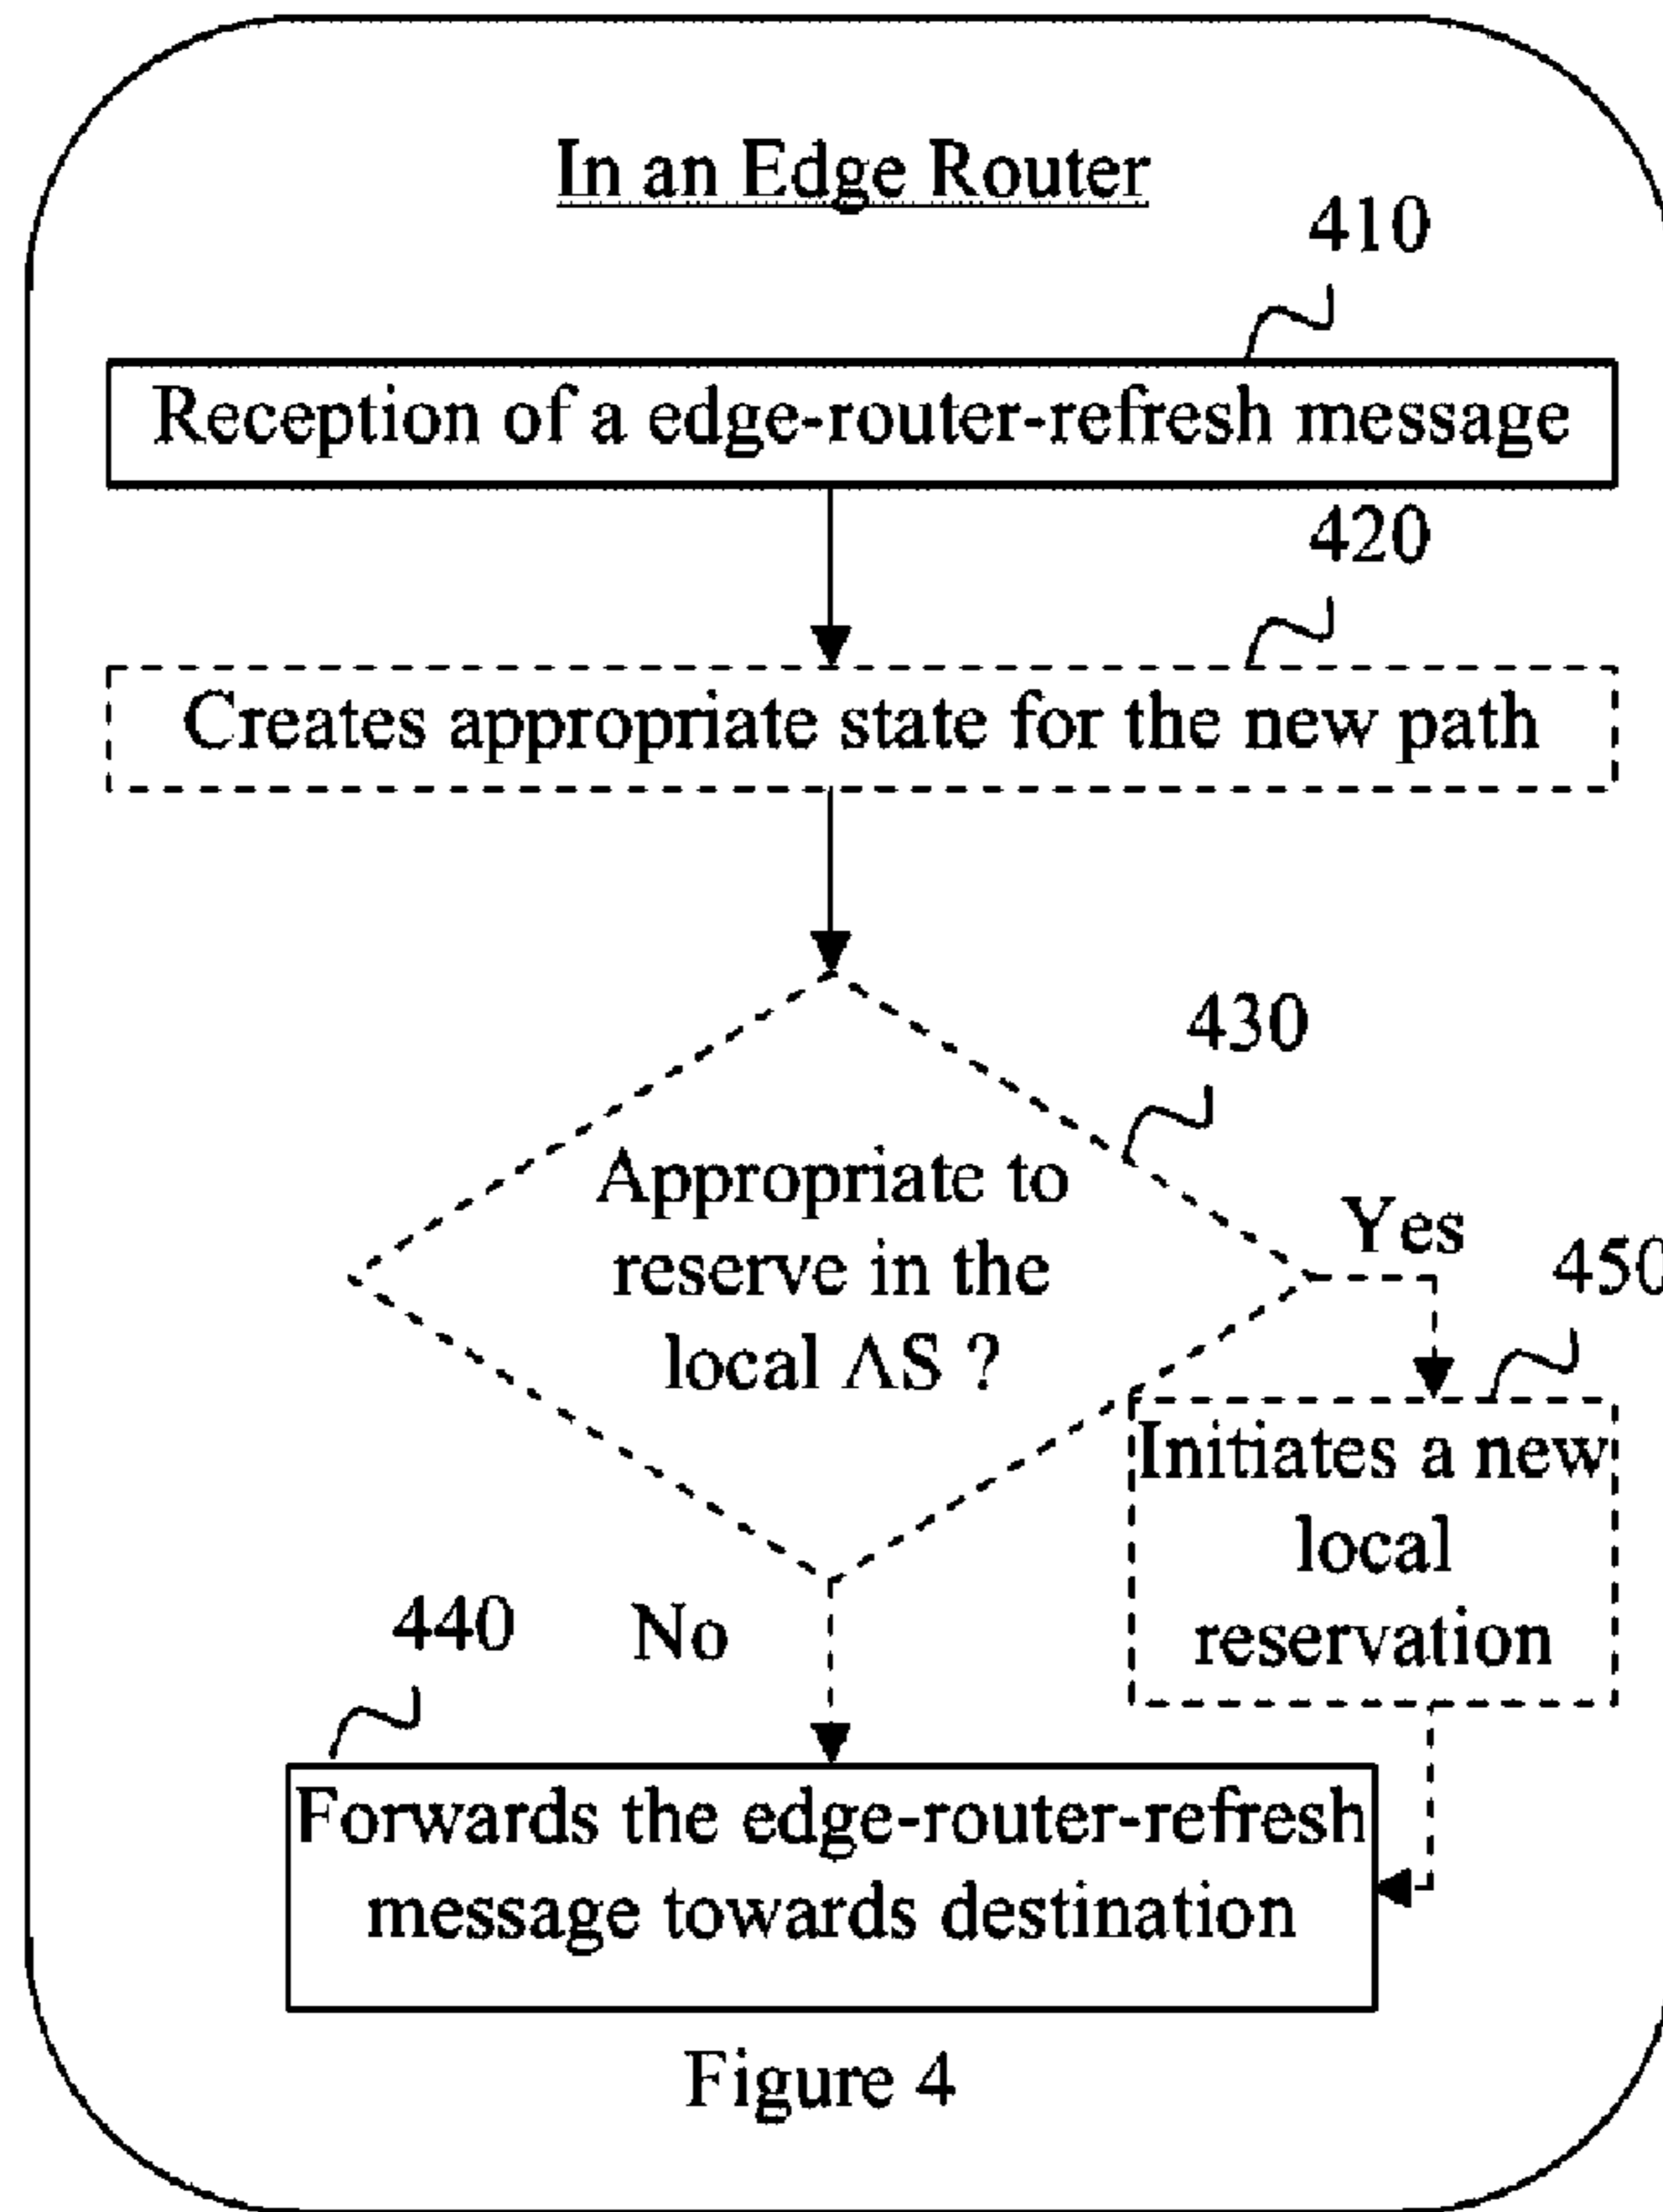 In an Edge Router
410
Reception of a edge-router-refresh message
420
Creates appropriate state for the new path
430
Appropriate to
reserve in the
local AS ?
Yes
450
Initiates a new
local
reservation
440
No
Forwards the edge-router-refresh
message towards destination
Figure 4